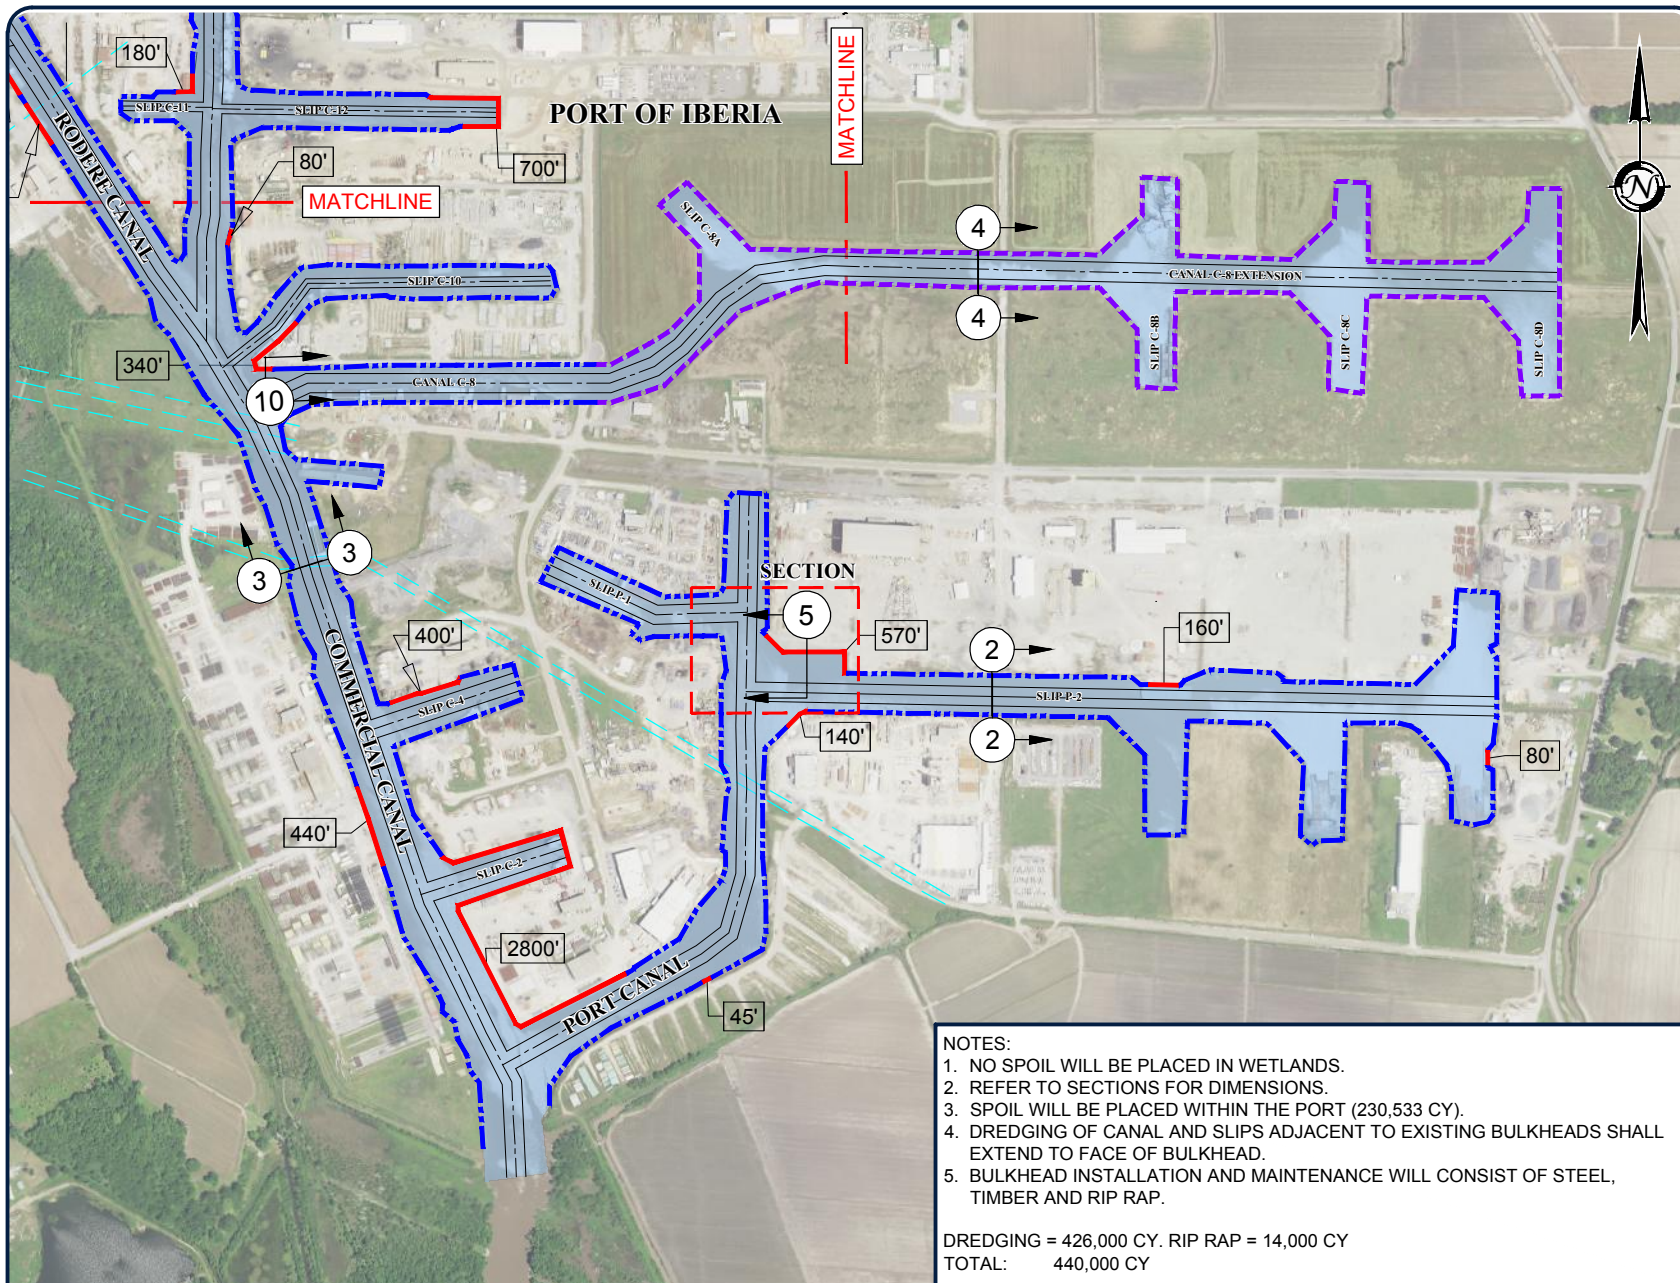 180'
SLIP C-11
SLIP C-12
PORT OF IBERIA
MATCHLINE
RODERE CANAL
80'
700'
MATCHLINE
N
SLIP C-8A
4
SLIP C-10
CANAL C-8 EXTENSION
4
SLIP C-8B
SLIP C-8C
SLIP C-8D
340'
CANAL C-8
10
3
3
SECTION
SLIP P-1
5
570'
2
160'
400'
SLIP C-4
SLIP P-2
COMMERCIAL CANAL
140'
2
80'
440'
SLIP C-2
2800'
PORT CANAL
45'
NOTES:
1. NO SPOIL WILL BE PLACED IN WETLANDS.
2. REFER TO SECTIONS FOR DIMENSIONS.
3. SPOIL WILL BE PLACED WITHIN THE PORT (230,533 CY).
4. DREDGING OF CANAL AND SLIPS ADJACENT TO EXISTING BULKHEADS SHALL
EXTEND TO FACE OF BULKHEAD.
5. BULKHEAD INSTALLATION AND MAINTENANCE WILL CONSIST OF STEEL,
TIMBER AND RIP RAP.
DREDGING = 426,000 CY. RIP RAP = 14,000 CY
TOTAL: 440,000 CY